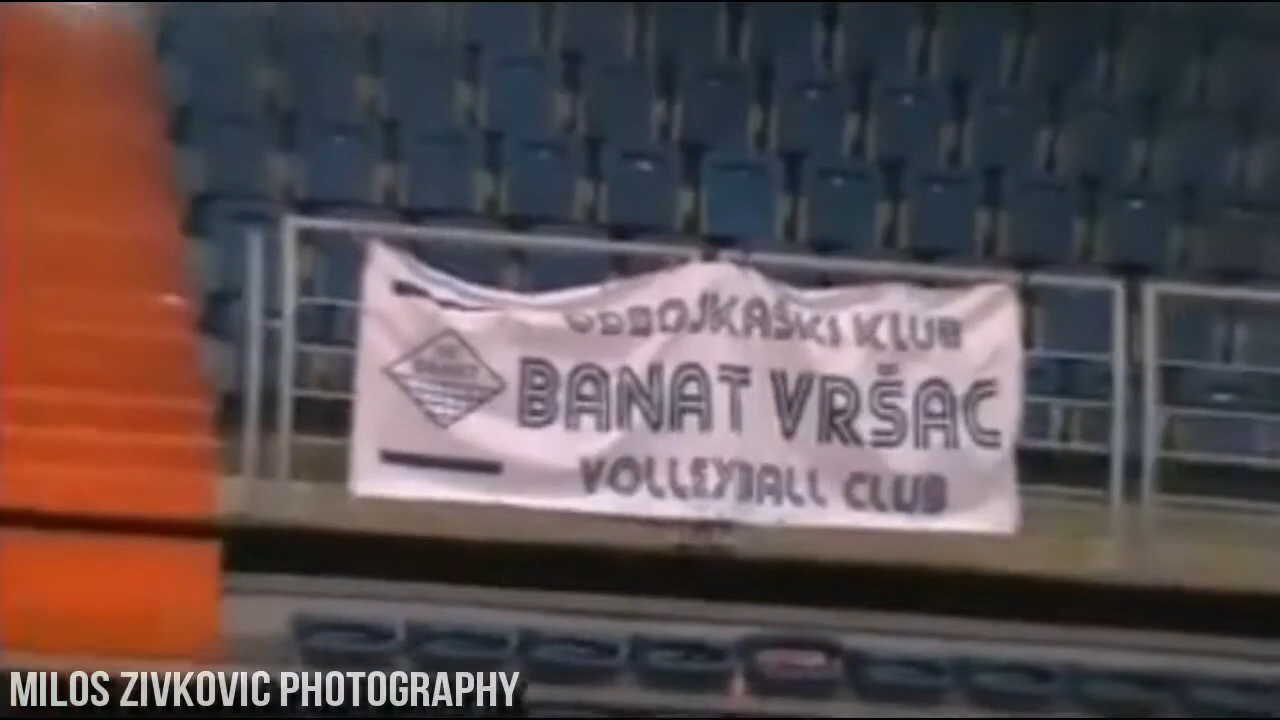 ODBOJKAŠKI KLUB
BANAT VRŠAC
VOLLEYBALL CLUB
MILOS ZIVKOVIC PHOTOGRAPHY